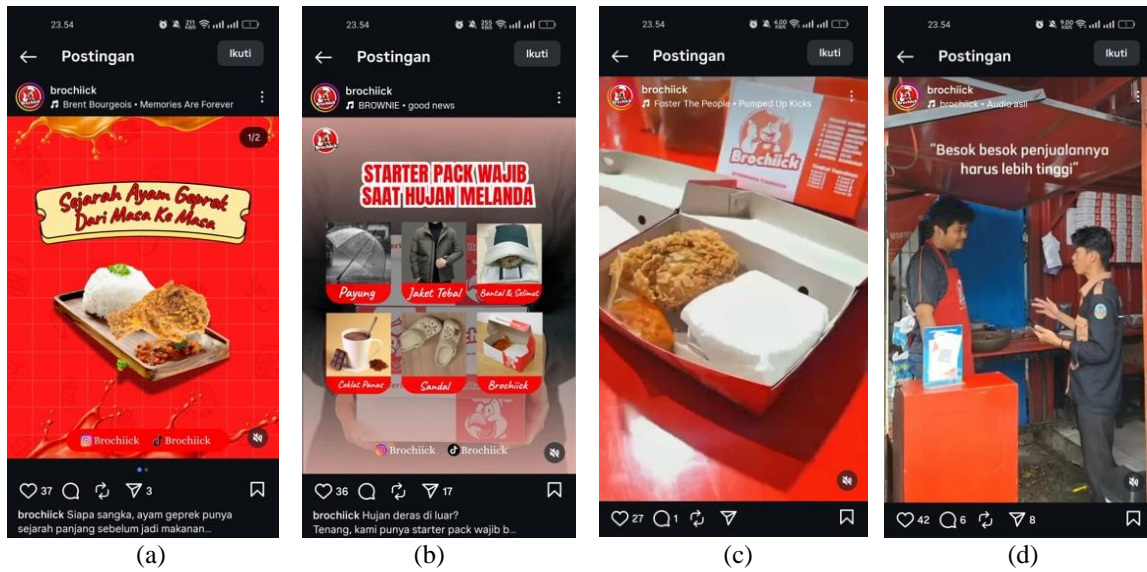 23.54
Postingan
Ikuti
brochiick
Brent Bourgeois • Memories Are Forever
1/2
Sejarah Ayam Geprek
Dari Masa Ke Masa
Brochiick Brochiick
37 3
brochiick Siapa sangka, ayam geprek punya
sejarah panjang sebelum jadi makanan...
(a)
23.54
Postingan
Ikuti
brochiick
BROWNIE • good news
Brochiick
STARTER PACK WAJIB
SAAT HUJAN MELANDA
Payung Jaket Tebal Bantal & Selimut
Coklat Panas Sandal Brochiick
Brochiick Brochiick
36 17
brochiick Hujan deras di luar?
Tenang, kami punya starter pack wajib b...
(b)
23.54
Postingan
Ikuti
brochiick
Foster The People • Pumped Up Kicks
Brochiick
27 1
(c)
23.54
Postingan
Ikuti
brochiick
brochiick • Audio asli
"Besok besok penjualannya
harus lebih tinggi"
42 6 8
(d)